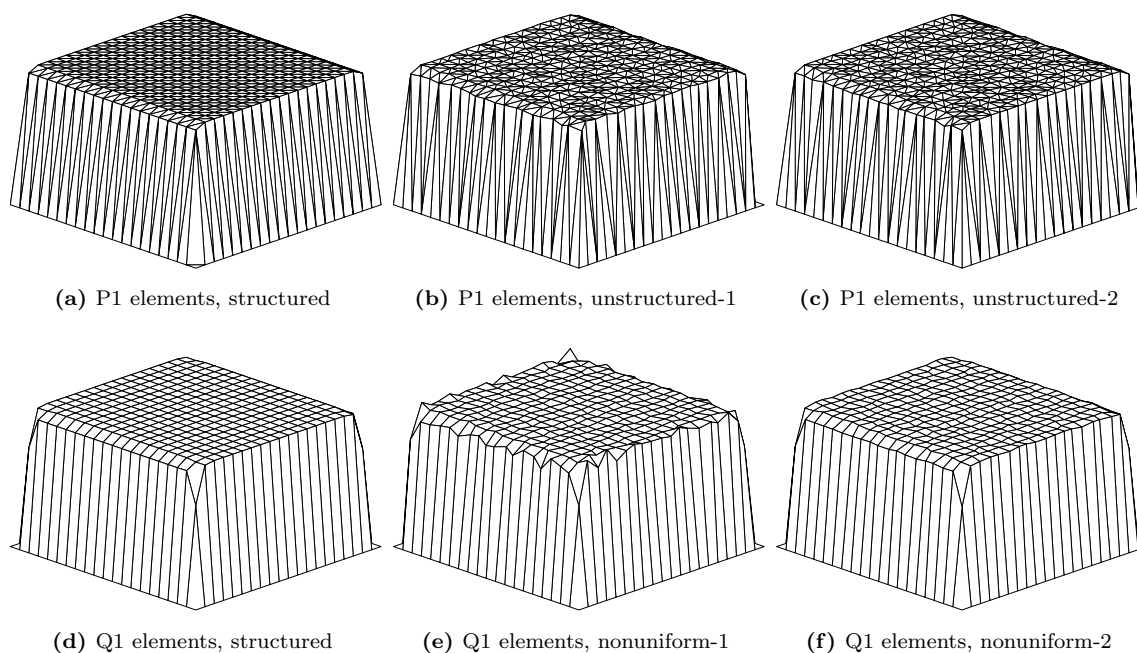 (a) P1 elements, structured
(b) P1 elements, unstructured-1
(c) P1 elements, unstructured-2
(d) Q1 elements, structured
(e) Q1 elements, nonuniform-1
(f) Q1 elements, nonuniform-2